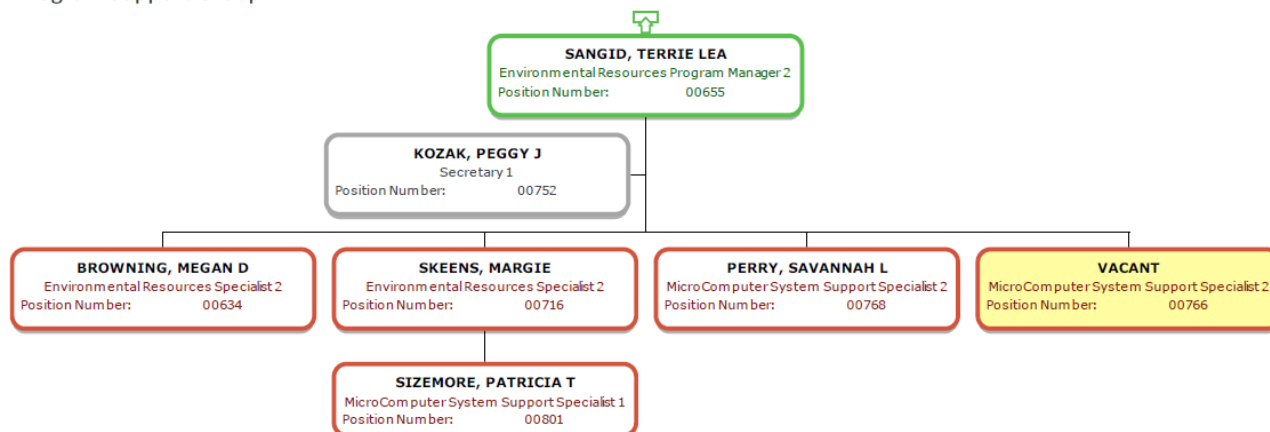 SANGID, TERRIE LEA
Environmental Resources Program Manager 2
Position Number: 00655
KOZAK, PEGGY J
Secretary 1
Position Number: 00752
BROWNING, MEGAN D
Environmental Resources Specialist 2
Position Number: 00634
SKEENS, MARGIE
Environmental Resources Specialist 2
Position Number: 00716
PERRY, SAVANNAH L
MicroComputer System Support Specialist 2
Position Number: 00768
VACANT
MicroComputer System Support Specialist 2
Position Number: 00766
SIZEMORE, PATRICIA T
MicroComputer System Support Specialist 1
Position Number: 00801